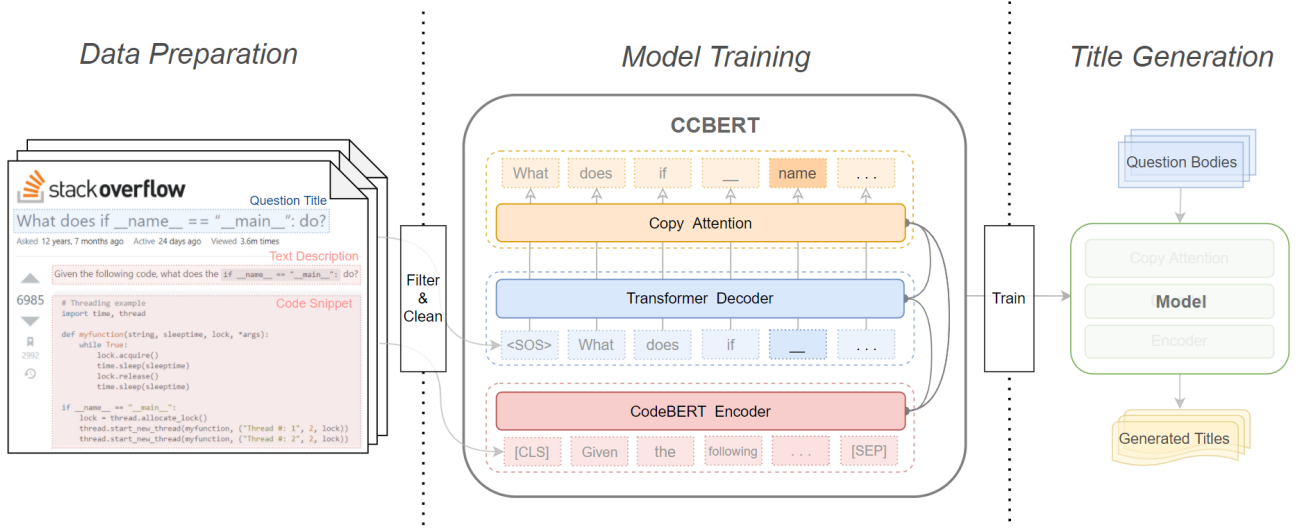 Data Preparation
Model Training
Title Generation
stackoverflow
Question Title
What does if __name__ == "__main__": do?
Asked 12 years, 7 months ago Active 24 days ago Viewed 3.6m times
Text Description
Given the following code, what does the if __name__ == "__main__": do?
6985
2992
Code Snippet
# Threading example
import time, thread
def myfunction(string, sleeptime, lock, *args):
while True:
lock.acquire()
time.sleep(sleeptime)
lock.release()
time.sleep(sleeptime)
if __name__ == "__main__":
lock = thread.allocate_lock()
thread.start_new_thread(myfunction, ("Thread #: 1", 2, lock))
thread.start_new_thread(myfunction, ("Thread #: 2", 2, lock))
Filter
&
Clean
CCBERT
What does if __ name ...
Copy Attention
Transformer Decoder
<SOS> What does if __ ...
CodeBERT Encoder
[CLS] Given the following ... [SEP]
Train
Question Bodies
Copy Attention
Model
Encoder
Generated Titles